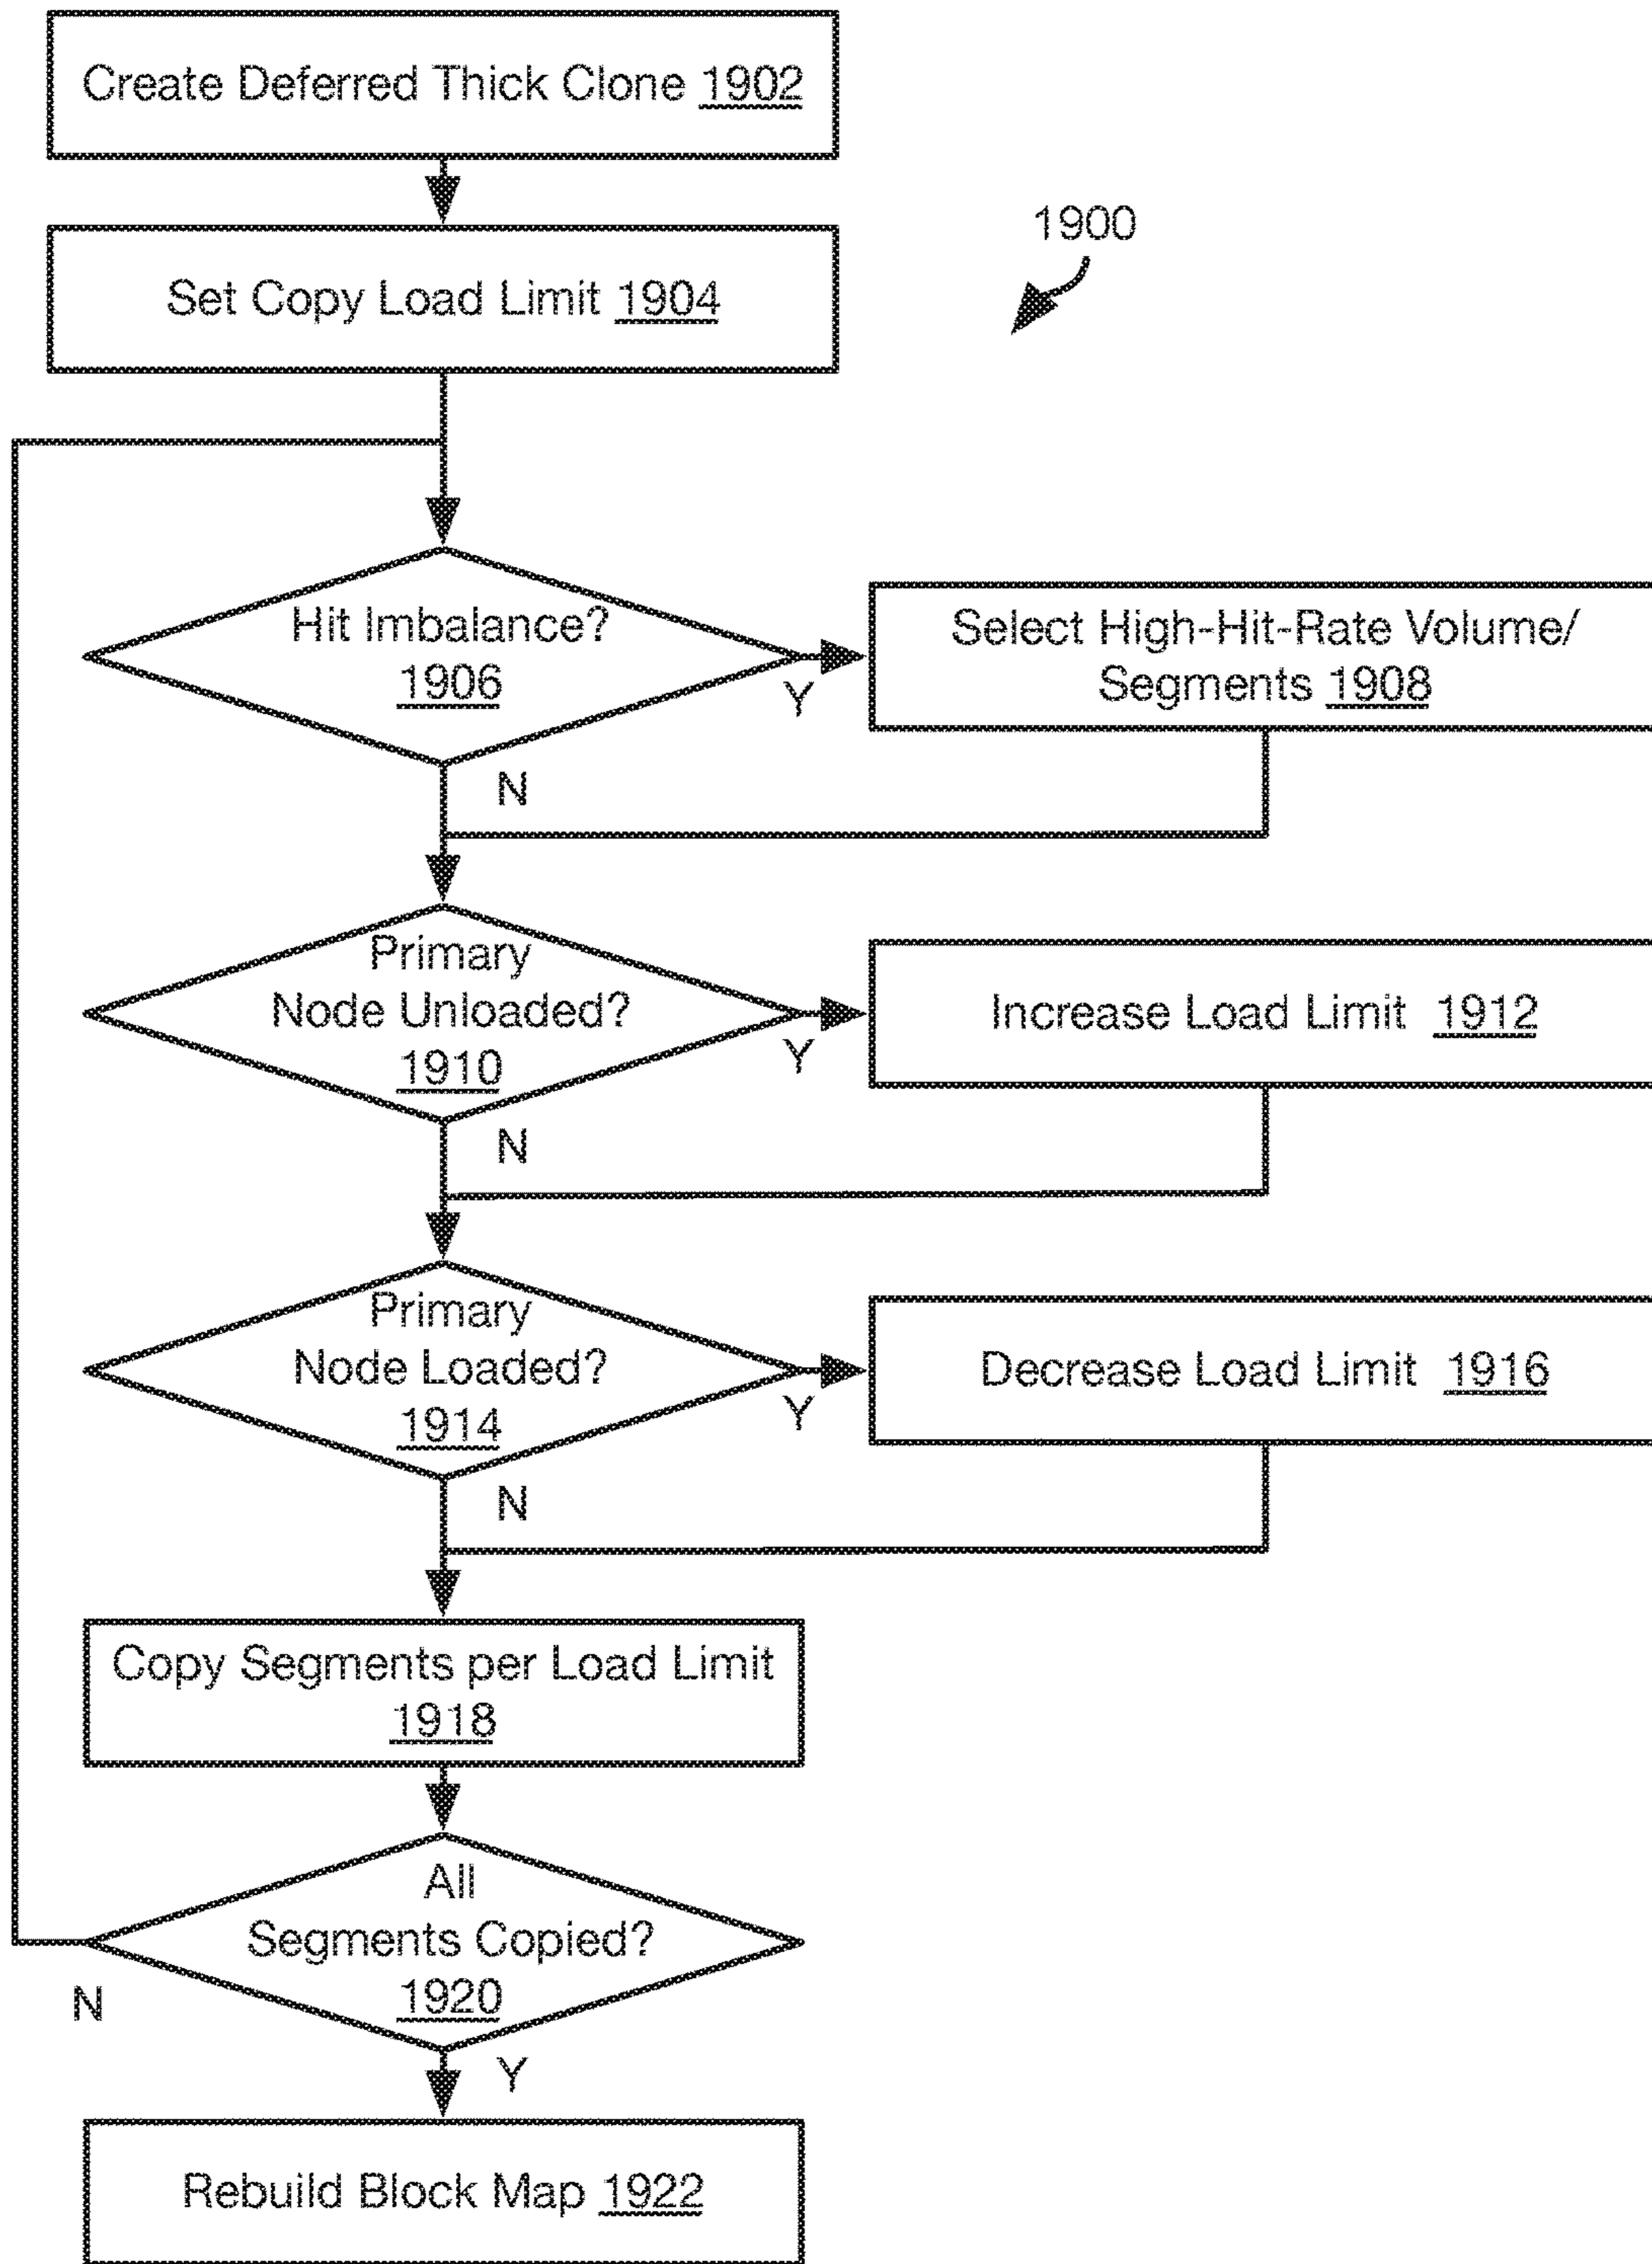 Create Deferred Thick Clone 1902
1900
Set Copy Load Limit 1904
Hit Imbalance?
1906
Y
N
Select High-Hit-Rate Volume/
Segments 1908
Primary
Node Unloaded?
1910
Y
N
Increase Load Limit 1912
Primary
Node Loaded?
1914
Y
N
Decrease Load Limit 1916
Copy Segments per Load Limit
1918
All
Segments Copied?
1920
N
Y
Rebuild Block Map 1922